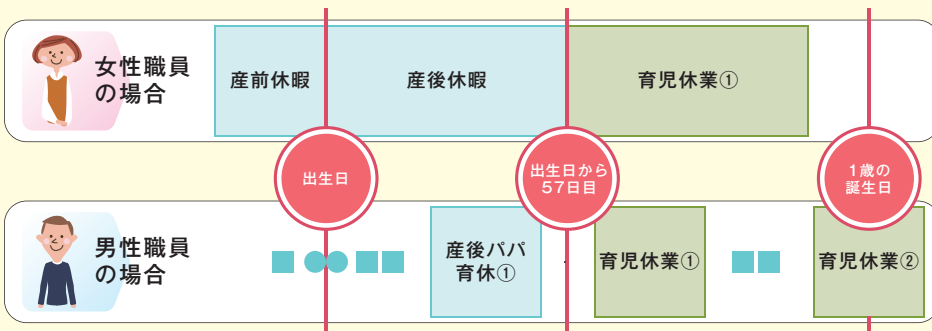 女性職員
の場合
産前休暇
産後休暇
育児休業①
出生日
出生日から
57日目
1歳の
誕生日
男性職員
の場合
産後パパ
育休①
育児休業①
育児休業②